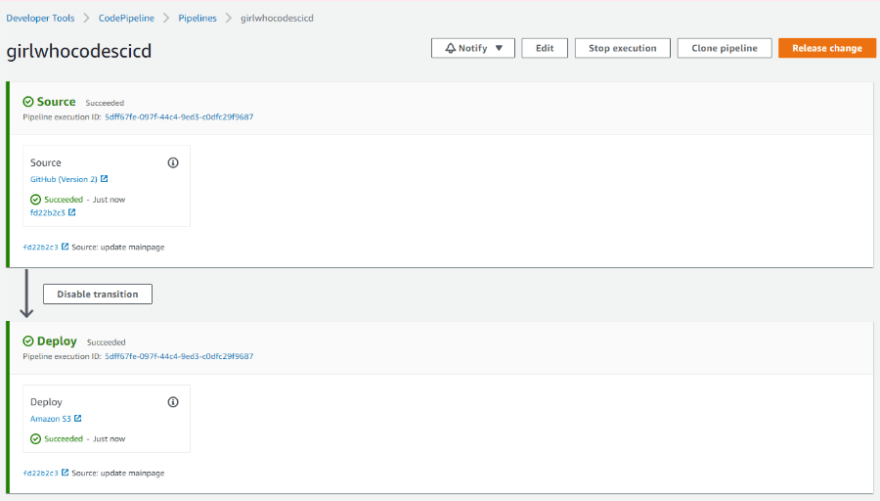 Developer Tools > CodePipeline > Pipelines > girlwhocodescicd
girlwhocodescicd
Notify ▼ Edit Stop execution Clone pipeline Release change
Source Succeeded
Pipeline execution ID: 5dff67fe-097f-44c4-9ed3-c0dfc29f9687
Source
GitHub (Version 2)
Succeeded - Just now
fd22b2c3
fd22b2c3 Source: update mainpage
Disable transition
Deploy Succeeded
Pipeline execution ID: 5dff67fe-097f-44c4-9ed3-c0dfc29f9687
Deploy
Amazon S3
Succeeded - Just now
fd22b2c3 Source: update mainpage